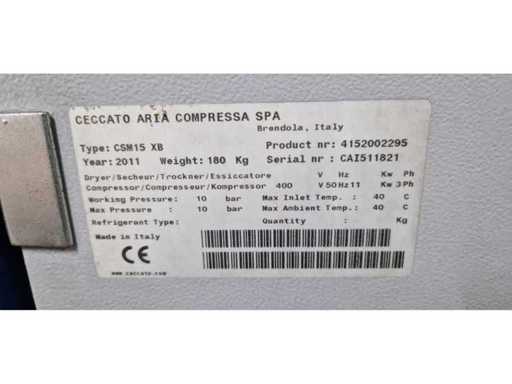 CECCATO ARIA COMPRESSA SPA
Brendola, Italy
Type: CSM15 XB Product nr: 4152002295
Year: 2011 Weight: 180 Kg Serial nr : CAI511821
Dryer/Secheur/Trockner/Essiccatore V Hz Kw Ph
Compressor/Compresseur/Kompressor 400 V 50 Hz 11 Kw 3 Ph
Working Pressure: 10 bar Max Inlet Temp. : 40 C
Max Pressure : 10 bar Max Ambient Temp.: 40 C
Refrigerant Type: Quantity : Kg
Made in Italy
CE
www.ceccato.com